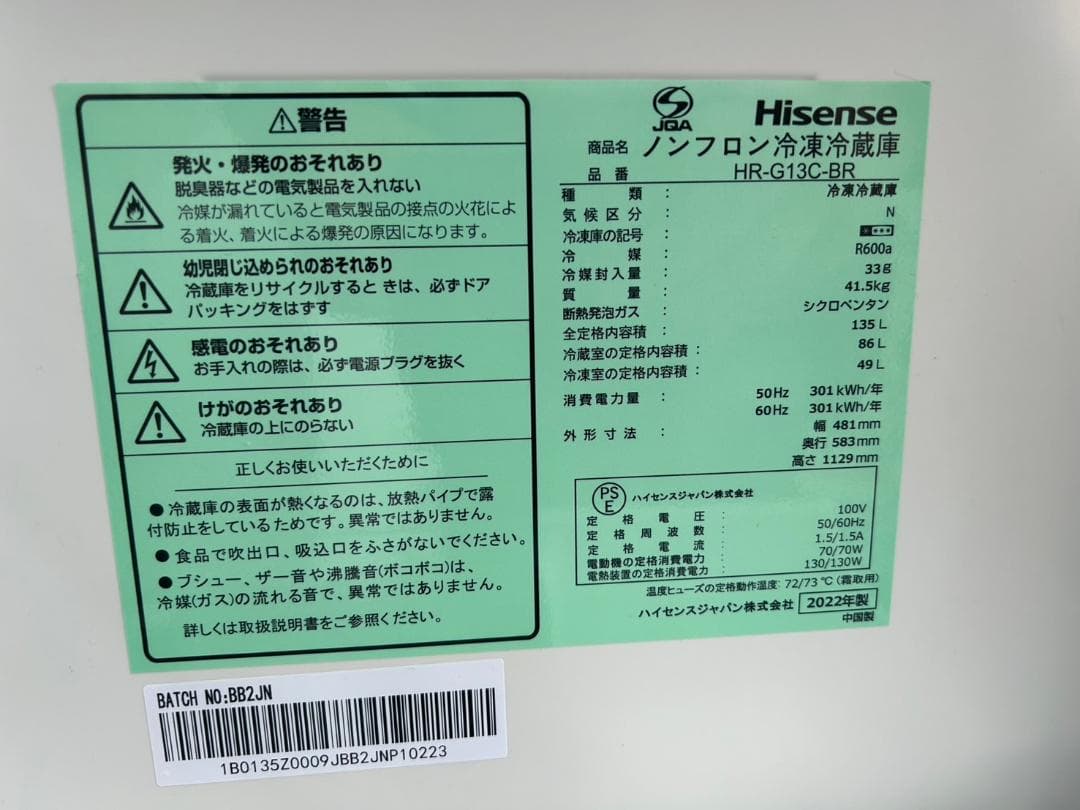 ⚠警告
発火・爆発のおそれあり
脱臭器などの電気製品を入れない
冷媒が漏れていると電気製品の接点の火花によ
る着火、着火による爆発の原因になります。
幼児閉じ込められのおそれあり
冷蔵庫をリサイクルすると きは、必ずドア
パッキングをはずす
感電のおそれあり
お手入れの際は、必ず電源プラグを抜く
けがのおそれあり
冷蔵庫の上にのらない
正しくお使いいただくために
●冷蔵庫の表面が熱くなるのは、放熱パイプで露
付防止をしているためです。異常ではありません。
●食品で吹出口、吸込口をふさがないでください。
●ブシュー、ザー音や沸騰音(ボコボコ)は、
冷媒(ガス)の流れる音で、異常ではありません。
詳しくは取扱説明書をご参照ください。
JQA
Hisense
商品名 ノンフロン冷凍冷蔵庫
品番 HR-G13C-BR
種類 : 冷凍冷蔵庫
気候区分 : N
冷凍庫の記号 : ****
冷媒 : R600a
冷媒封入量 : 33g
質量 : 41.5kg
断熱発泡ガス : シクロペンタン
全定格内容積 : 135L
冷蔵室の定格内容積 : 86L
冷凍室の定格内容積 : 49L
消費電力量 : 50Hz 301kWh/年
60Hz 301kWh/年
外形寸法 : 幅 481mm
奥行 583mm
高さ 1129mm
PSE ハイセンスジャパン株式会社
定格電圧 : 100V
定格周波数 : 50/60Hz
定格電流 : 1.5/1.5A
電動機の定格消費電力 : 70/70W
電熱装置の定格消費電力 : 130/130W
温度ヒューズの定格動作温度: 72/73℃(霜取用)
ハイセンスジャパン株式会社 2022年製
中国製
BATCH NO:BB2JN
1B0135Z0009JBB2JNP10223